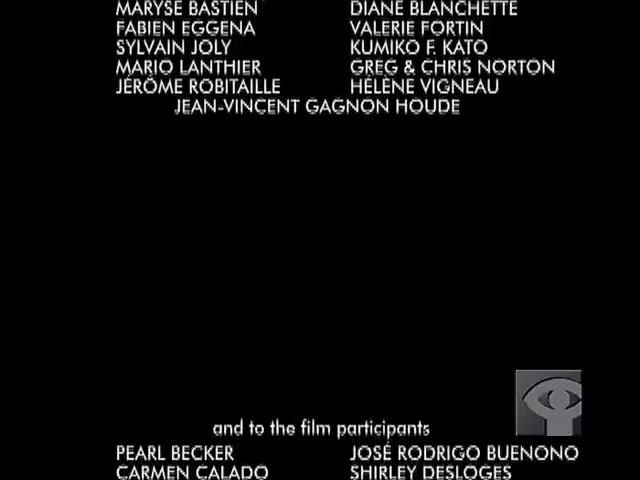 MARYSE BASTIEN DIANE BLANCHETTE
FABIEN EGGENA VALERIE FORTIN
SYLVAIN JOLY KUMIKO F. KATO
MARIO LANTHIER GREG & CHRIS NORTON
JÉRÔME ROBITAILLE HÉLÈNE VIGNEAU
JEAN-VINCENT GAGNON HOUDE
and to the film participants
PEARL BECKER JOSÉ RODRIGO BUENONO
CARMEN CALADO SHIRLEY DESLOGES